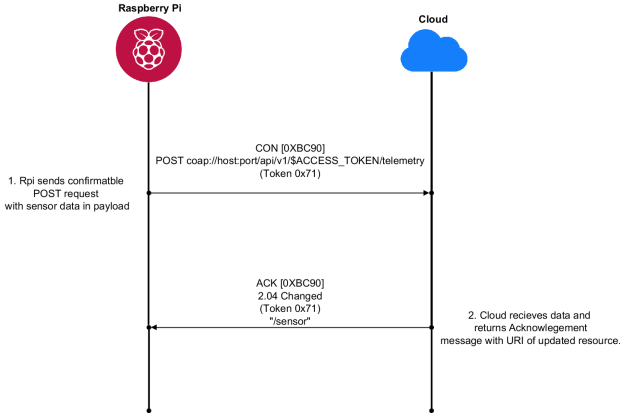 Raspberry Pi
Cloud
CON [0XBC90]
POST coap://host:port/api/v1/$ACCESS_TOKEN/telemetry
(Token 0x71)
1. Rpi sends confirmatble
POST request
with sensor data in payload
ACK [0XBC90]
2.04 Changed
(Token 0x71)
"/sensor"
2. Cloud recieves data and
returns Acknowlegement
message with URI of updated resource.